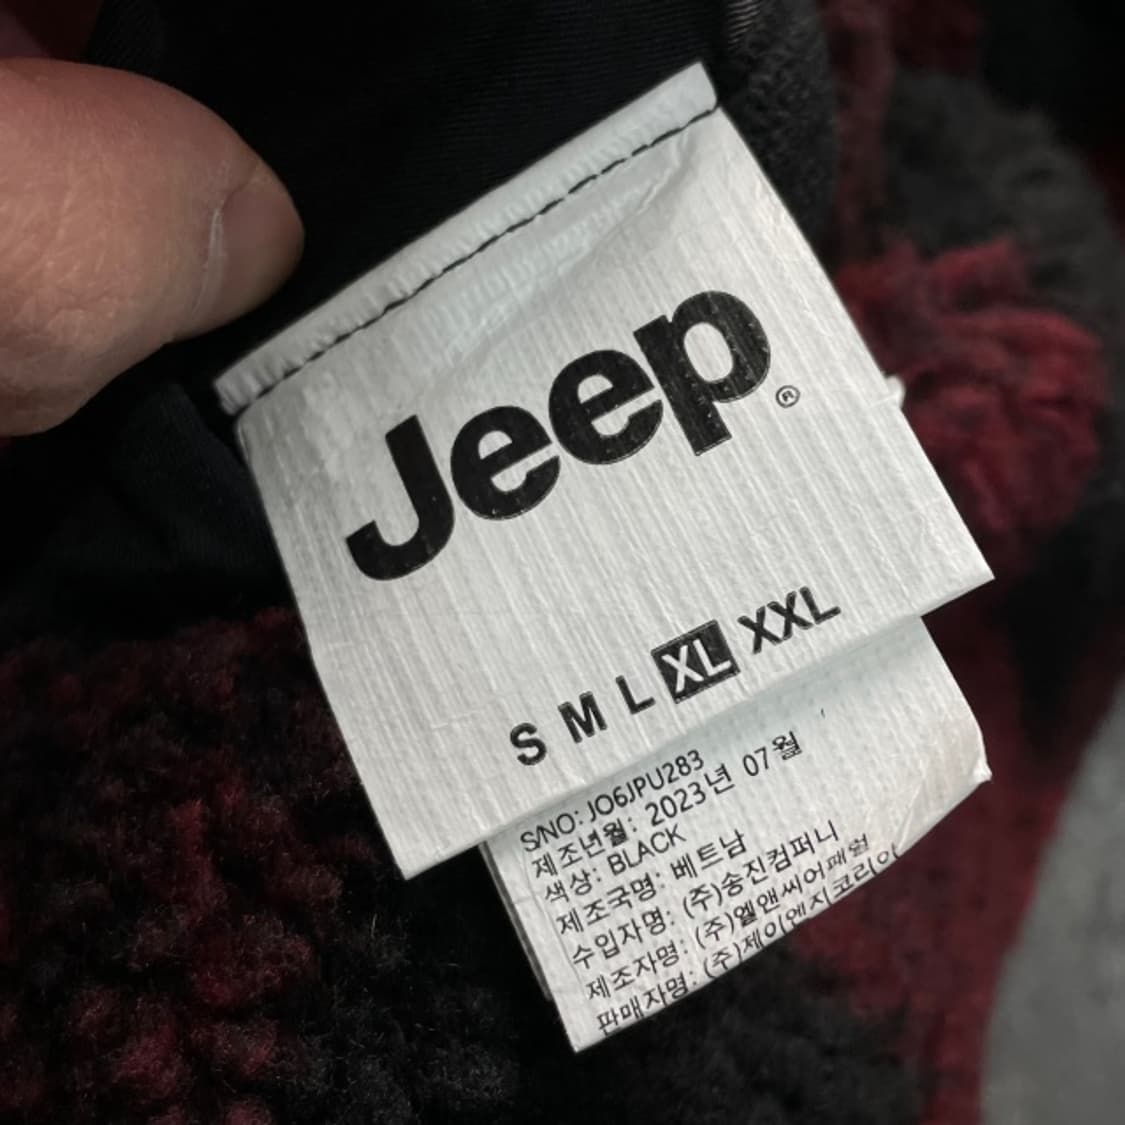 Jeep®
S M L XL XXL
S/NO: JO6JPU283
제조년월: 2023년 07월
색상: BLACK
제조국명: 베트남
수입자명: (주)송진컴퍼니
제조자명: (주)엘앤씨어패럴
판매자명: (주)제이엔지코리아